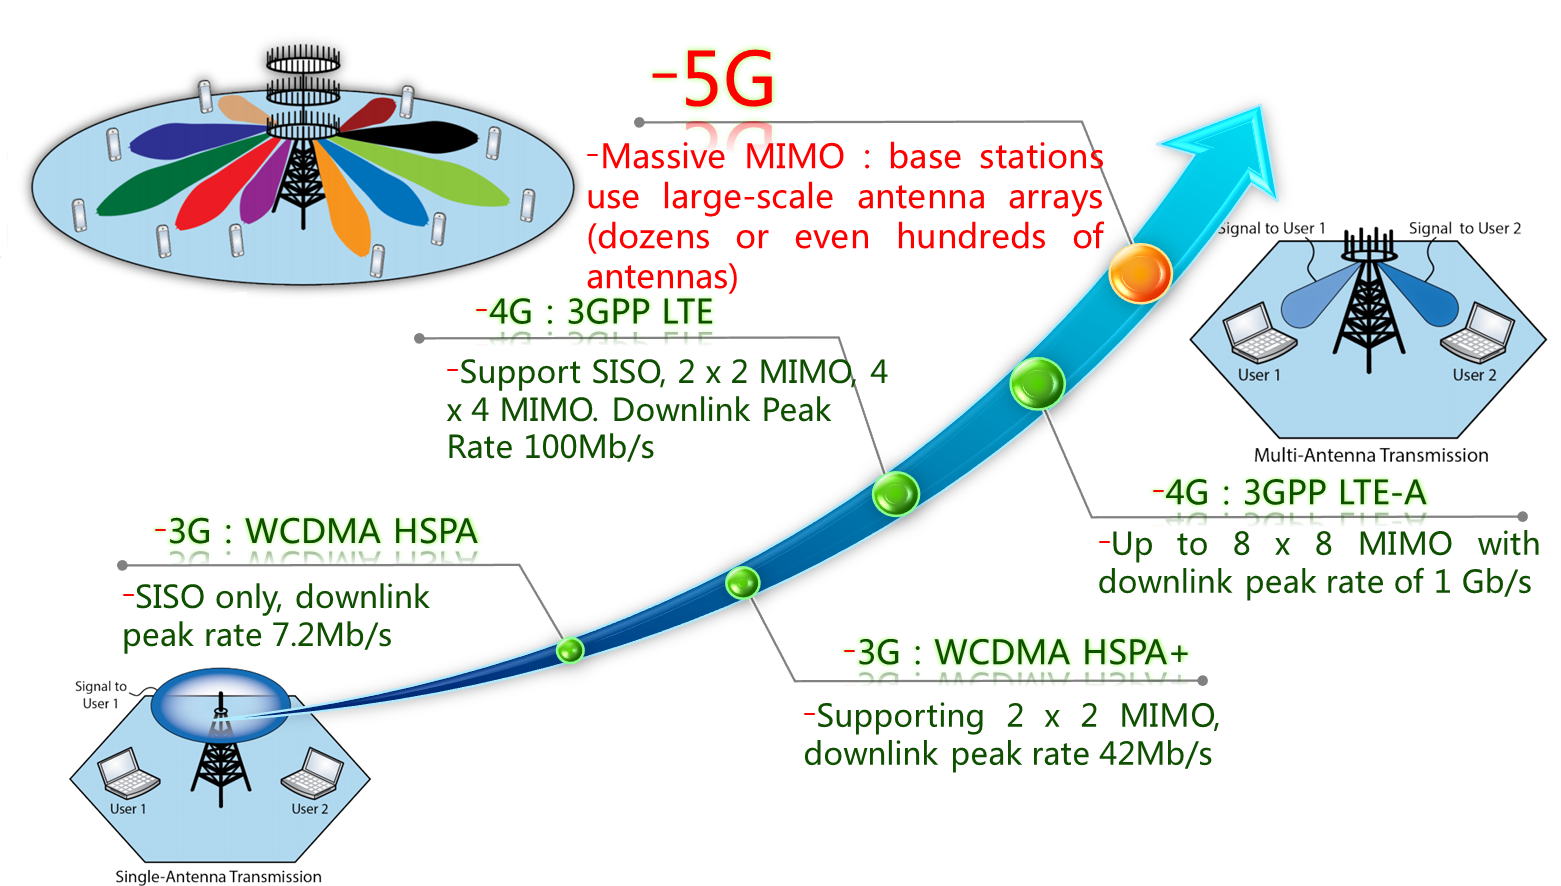 -5G
-Massive MIMO : base stations
use large-scale antenna arrays
(dozens or even hundreds of
antennas)
-4G : 3GPP LTE
-Support SISO, 2 x 2 MIMO, 4
x 4 MIMO. Downlink Peak
Rate 100Mb/s
Signal to User 1
Signal to User 2
User 1
User 2
Multi-Antenna Transmission
-4G : 3GPP LTE-A
-Up to 8 x 8 MIMO with
downlink peak rate of 1 Gb/s
-3G : WCDMA HSPA
-SISO only, downlink
peak rate 7.2Mb/s
-3G : WCDMA HSPA+
-Supporting 2 x 2 MIMO,
downlink peak rate 42Mb/s
Signal to
User 1
User 1
User 2
Single-Antenna Transmission